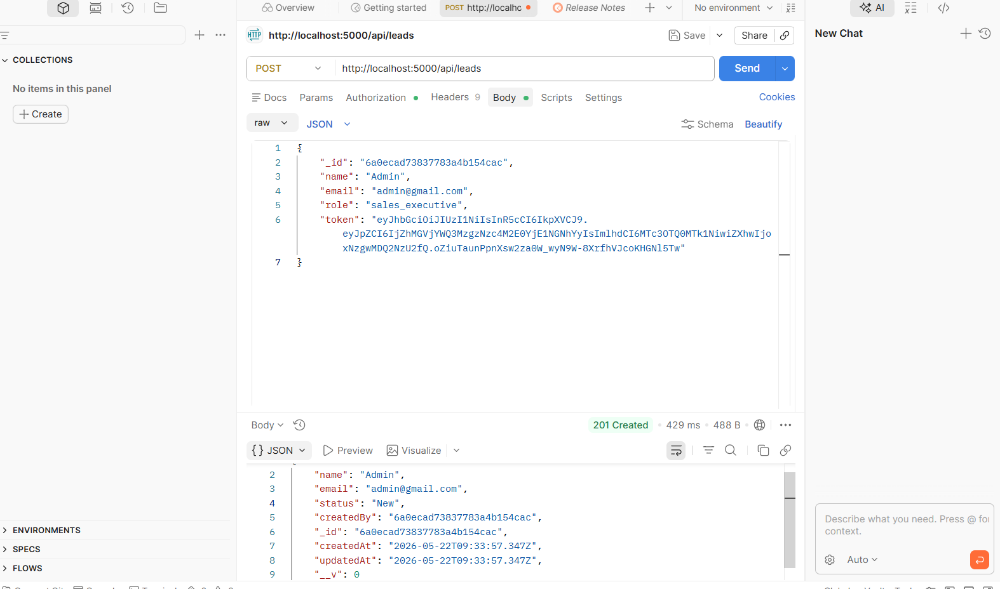 Overview
Getting started
POST http://localhc
Release Notes
No environment
AI
http://localhost:5000/api/leads
Save
Share
New Chat
COLLECTIONS
No items in this panel
Create
POST
http://localhost:5000/api/leads
Send
Docs
Params
Authorization
Headers 9
Body
Scripts
Settings
Cookies
raw
JSON
Schema
Beautify
1 {
2 "_id": "6a0ecad73837783a4b154cac",
3 "name": "Admin",
4 "email": "admin@gmail.com",
5 "role": "sales_executive",
6 "token": "eyJhbGciOiJIUzI1NiIsInR5cCI6IkpXVCJ9.
eyJpZCI6IjZhMGVjYWQ3MzgzNzc4M2E0YjE1NGNhYyIsImlhdCI6MTc3OTQ0MTk1NiwiZXhwIjo
xNzgwMDQ2NzU2fQ.oZiuTaunPpnXsw2za0W_wyN9W-8XrfhVJcoKHGNl5Tw"
7 }
Body
201 Created
429 ms
488 B
{} JSON
Preview
Visualize
2 "name": "Admin",
3 "email": "admin@gmail.com",
4 "status": "New",
5 "createdBy": "6a0ecad73837783a4b154cac",
6 "_id": "6a0ecad73837783a4b154cac",
7 "createdAt": "2026-05-22T09:33:57.347Z",
8 "updatedAt": "2026-05-22T09:33:57.347Z",
9 "__v": 0
ENVIRONMENTS
SPECS
FLOWS
Describe what you need. Press @ for
context.
Auto